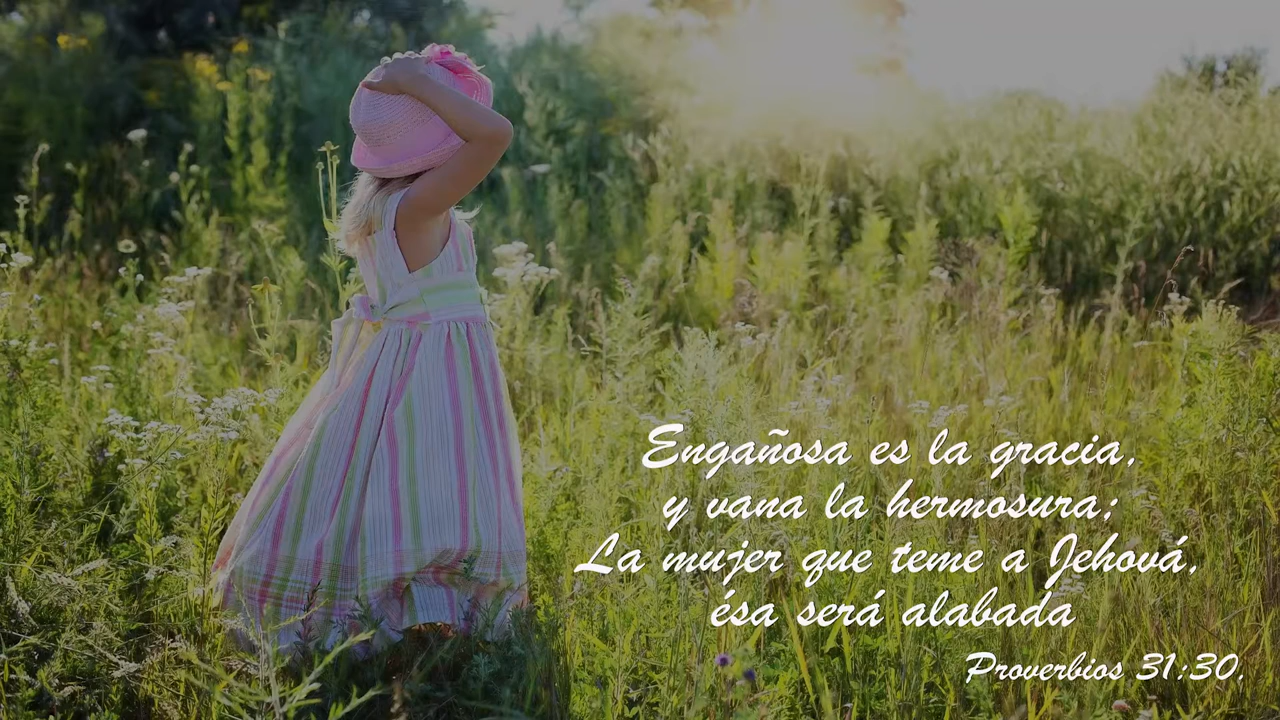 Engañosa es la gracia,
y vana la hermosura;
La mujer que teme a Jehová,
ésa será alabada
Proverbios 31:30.